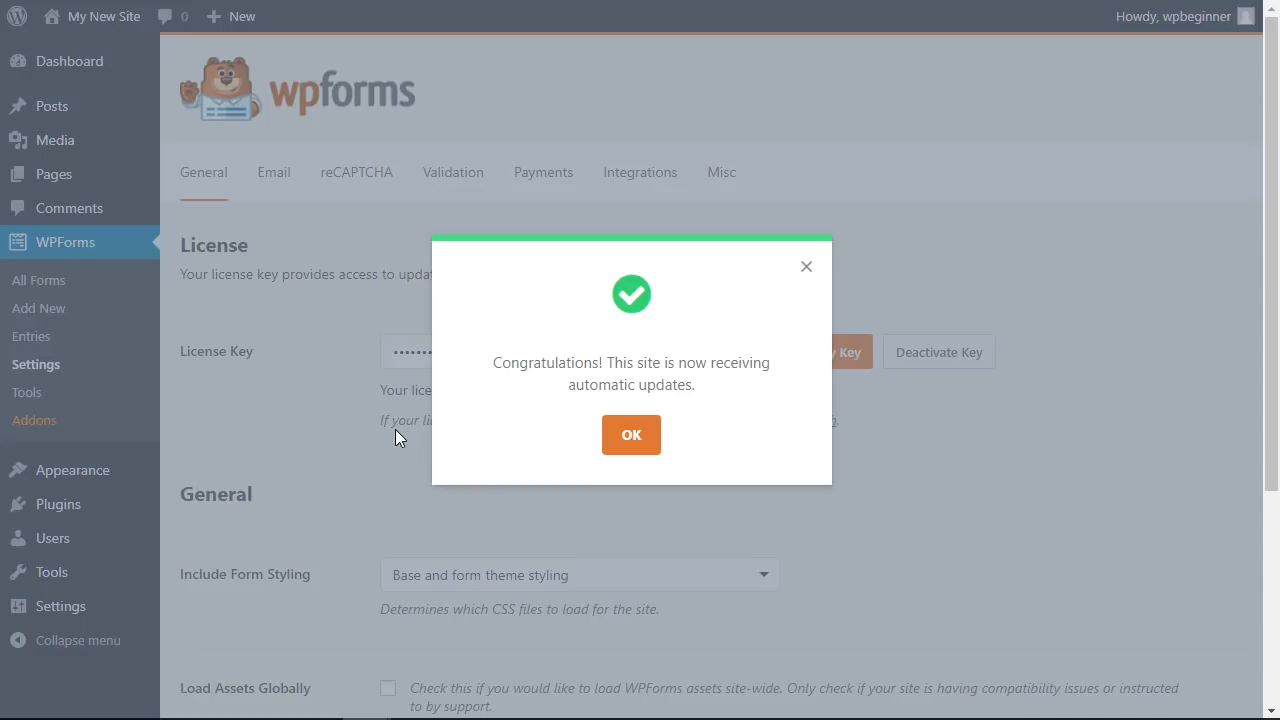 My New Site 0 New Howdy, wpbeginner
Dashboard
Posts
Media
Pages
Comments
WPForms
All Forms
Add New
Entries
Settings
Tools
Addons
Appearance
Plugins
Users
Tools
Settings
Collapse menu
wpforms
General Email reCAPTCHA Validation Payments Integrations Misc
License
Your license key provides access to
License Key •••••••• Key Deactivate Key
Your
If your
Congratulations! This site is now receiving
automatic updates.
OK
General
Include Form Styling Base and form theme styling
Determines which CSS files to load for the site.
Load Assets Globally Check this if you would like to load WPForms assets site-wide. Only check if your site is having compatibility issues or instructed
to by support.